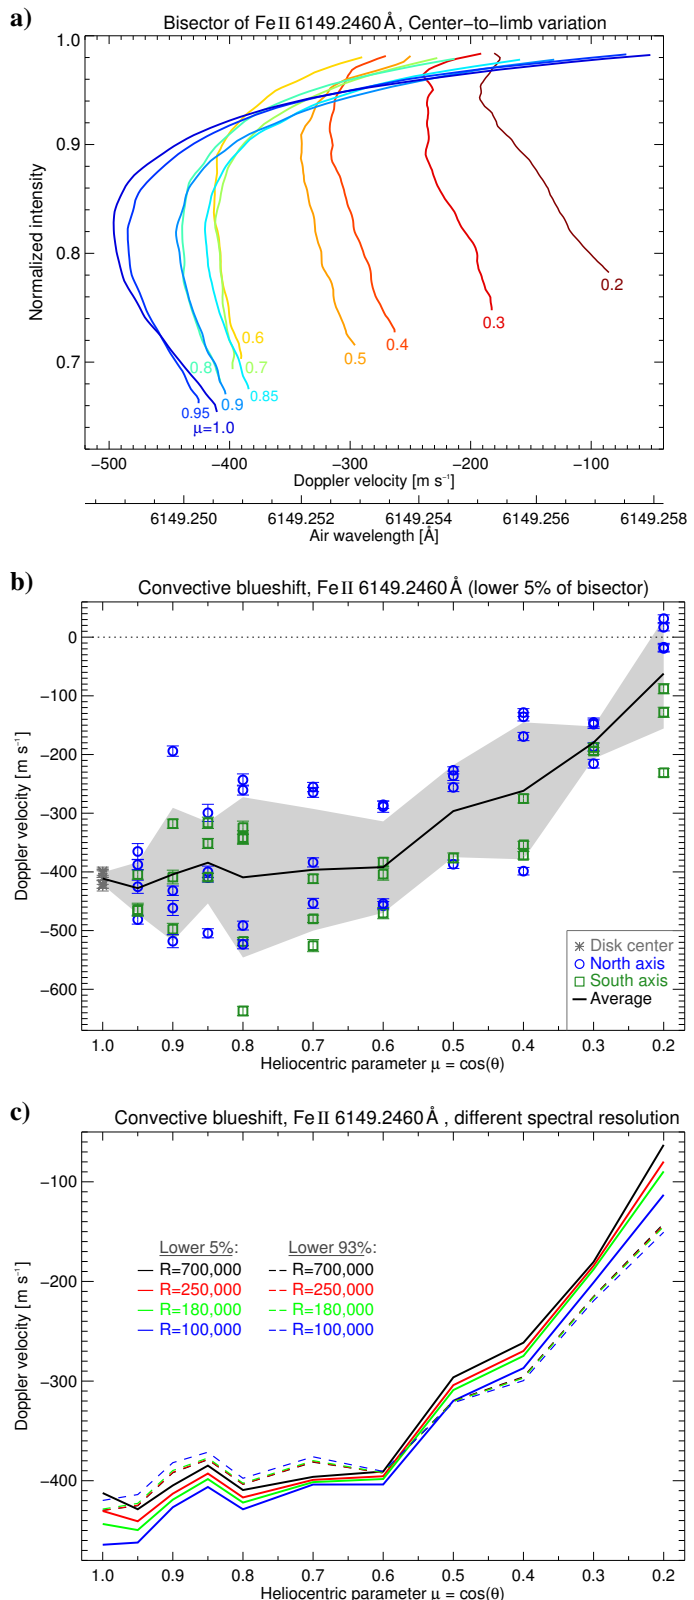 a)
Bisector of Fe II 6149.2460 Å, Center-to-limb variation
1.0
0.9
0.8
0.7
Normalized intensity
0.2
0.3
0.4
0.5
0.6
0.7
0.8
0.85
0.9
0.95
μ=1.0
−500 −400 −300 −200 −100
Doppler velocity [m s⁻¹]
6149.250 6149.252 6149.254 6149.256 6149.258
Air wavelength [Å]
b)
Convective blueshift, Fe II 6149.2460 Å (lower 5% of bisector)
0
−100
−200
−300
−400
−500
−600
Doppler velocity [m s⁻¹]
Disk center
North axis
South axis
Average
1.0 0.9 0.8 0.7 0.6 0.5 0.4 0.3 0.2
Heliocentric parameter μ = cos(θ)
c)
Convective blueshift, Fe II 6149.2460 Å , different spectral resolution
−100
−200
−300
−400
Doppler velocity [m s⁻¹]
Lower 5%: Lower 93%:
R=700,000 R=700,000
R=250,000 R=250,000
R=180,000 R=180,000
R=100,000 R=100,000
1.0 0.9 0.8 0.7 0.6 0.5 0.4 0.3 0.2
Heliocentric parameter μ = cos(θ)